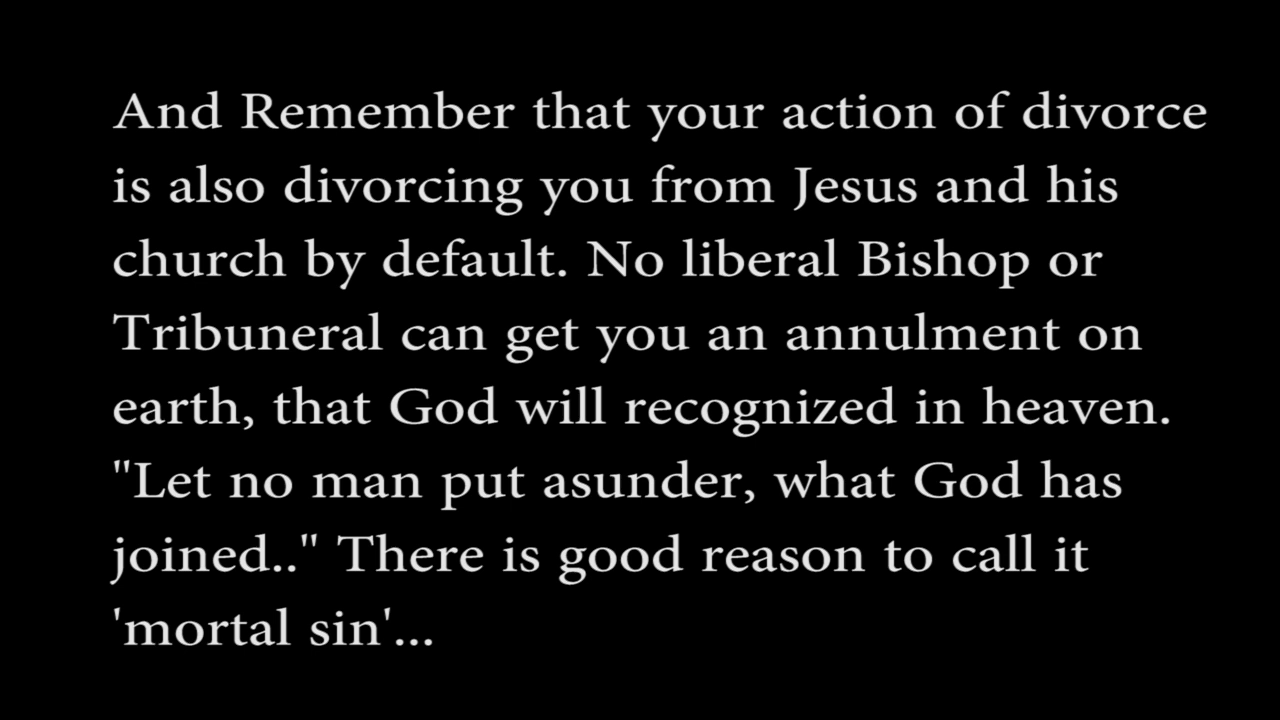 And Remember that your action of divorce
is also divorcing you from Jesus and his
church by default. No liberal Bishop or
Tribuneral can get you an annulment on
earth, that God will recognized in heaven.
"Let no man put asunder, what God has
joined.." There is good reason to call it
'mortal sin'...